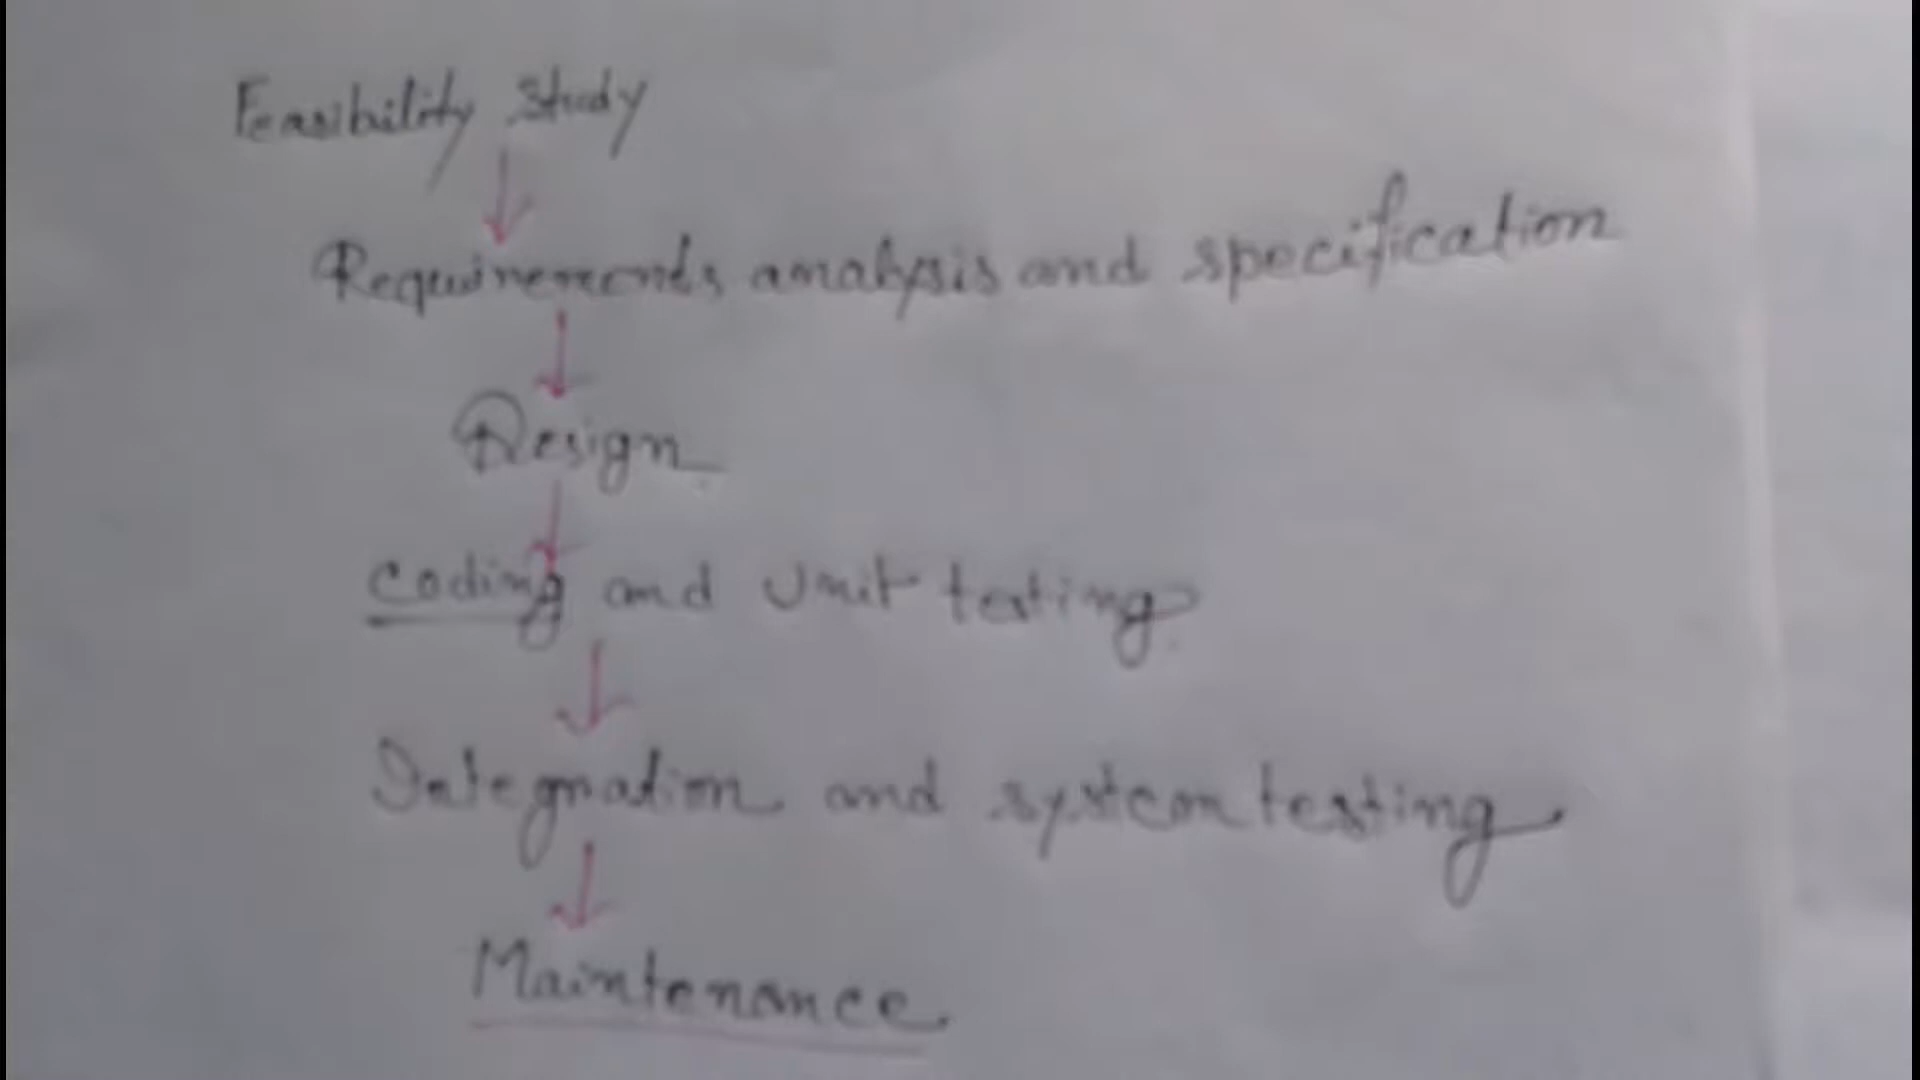 Feasibility study
Requirements analysis and specification
Design
Coding and Unit testing
Integration and system testing
Maintenance